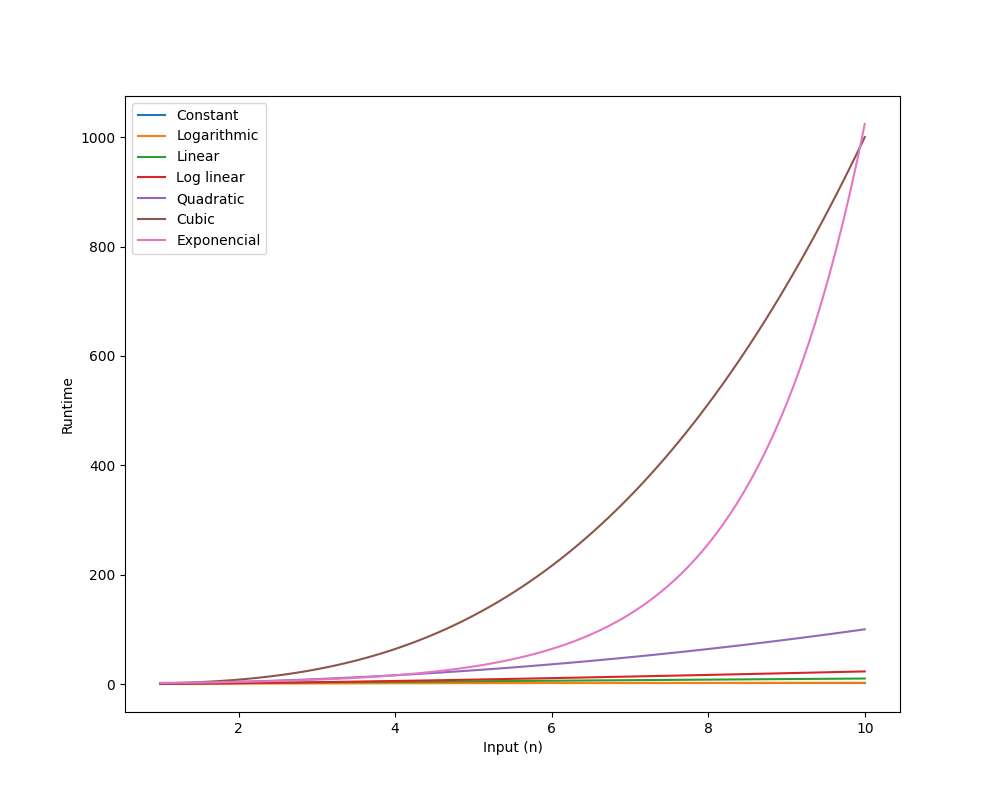 Constant
Logarithmic
Linear
Log linear
Quadratic
Cubic
Exponencial
1000
800
600
400
200
0
Runtime
2 4 6 8 10
Input (n)